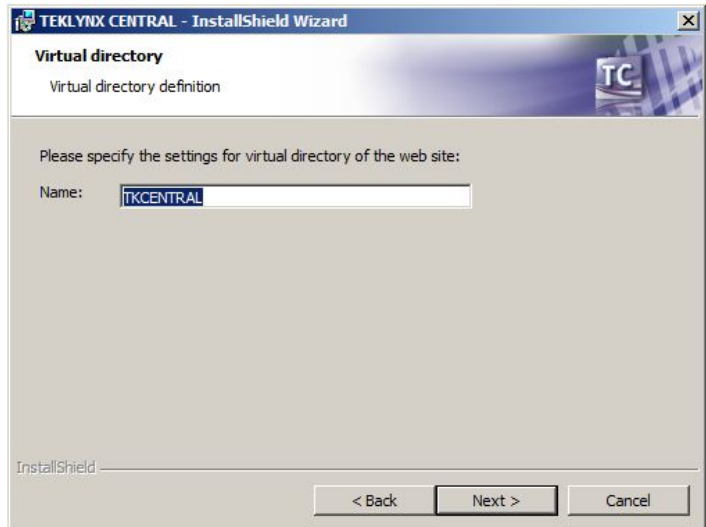 TEKLYNX CENTRAL - InstallShield Wizard
Virtual directory
Virtual directory definition
TC
Please specify the settings for virtual directory of the web site:
Name: TKCENTRAL
InstallShield
< Back Next > Cancel